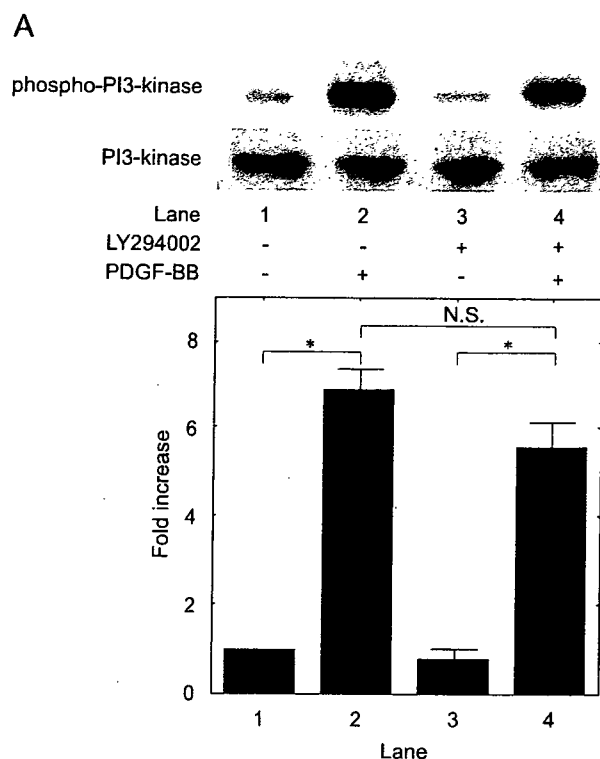 A
phospho-PI3-kinase
PI3-kinase
Lane 1 2 3 4
LY294002 - - + +
PDGF-BB - + - +
N.S.
* *
8
6
4
2
0
Fold increase
1 2 3 4
Lane